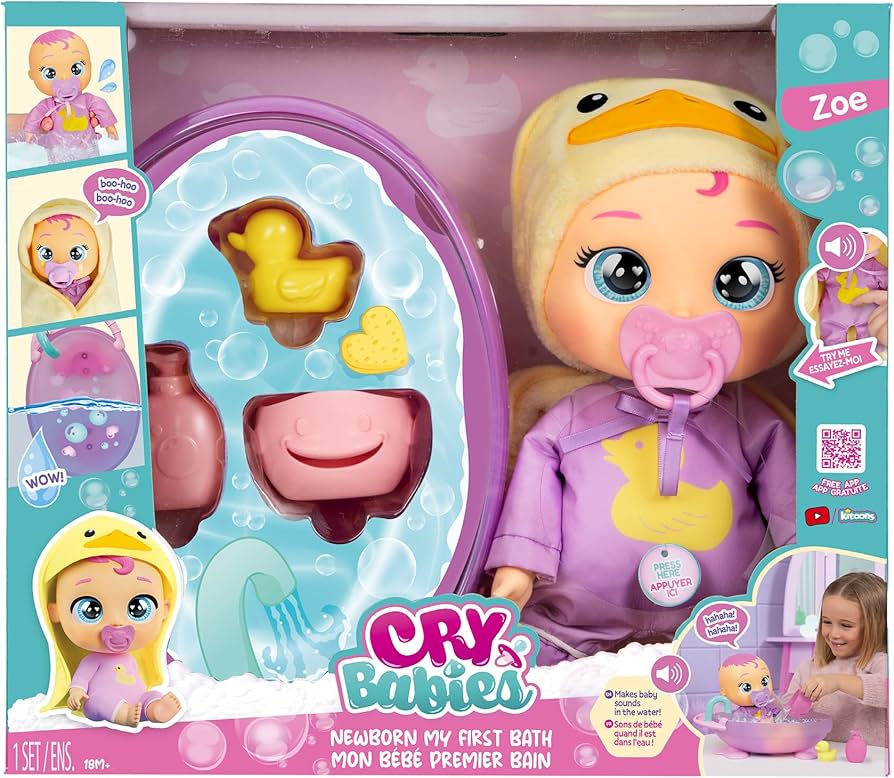 Zoe
boo-hoo
boo-hoo
TRY ME
ESSAYEZ-MOI
WOW!
FREE APP
APP GRATUITE
kitoons
PRESS
HERE
APPUYER
ICI
hahaha!
hahaha!
CRY
Babies
EN Makes baby
sounds
in the water!
FR Sons de bébé
quand il est
dans l'eau !
NEWBORN MY FIRST BATH
MON BÉBÉ PREMIER BAIN
1 SET/ENS. 18M+